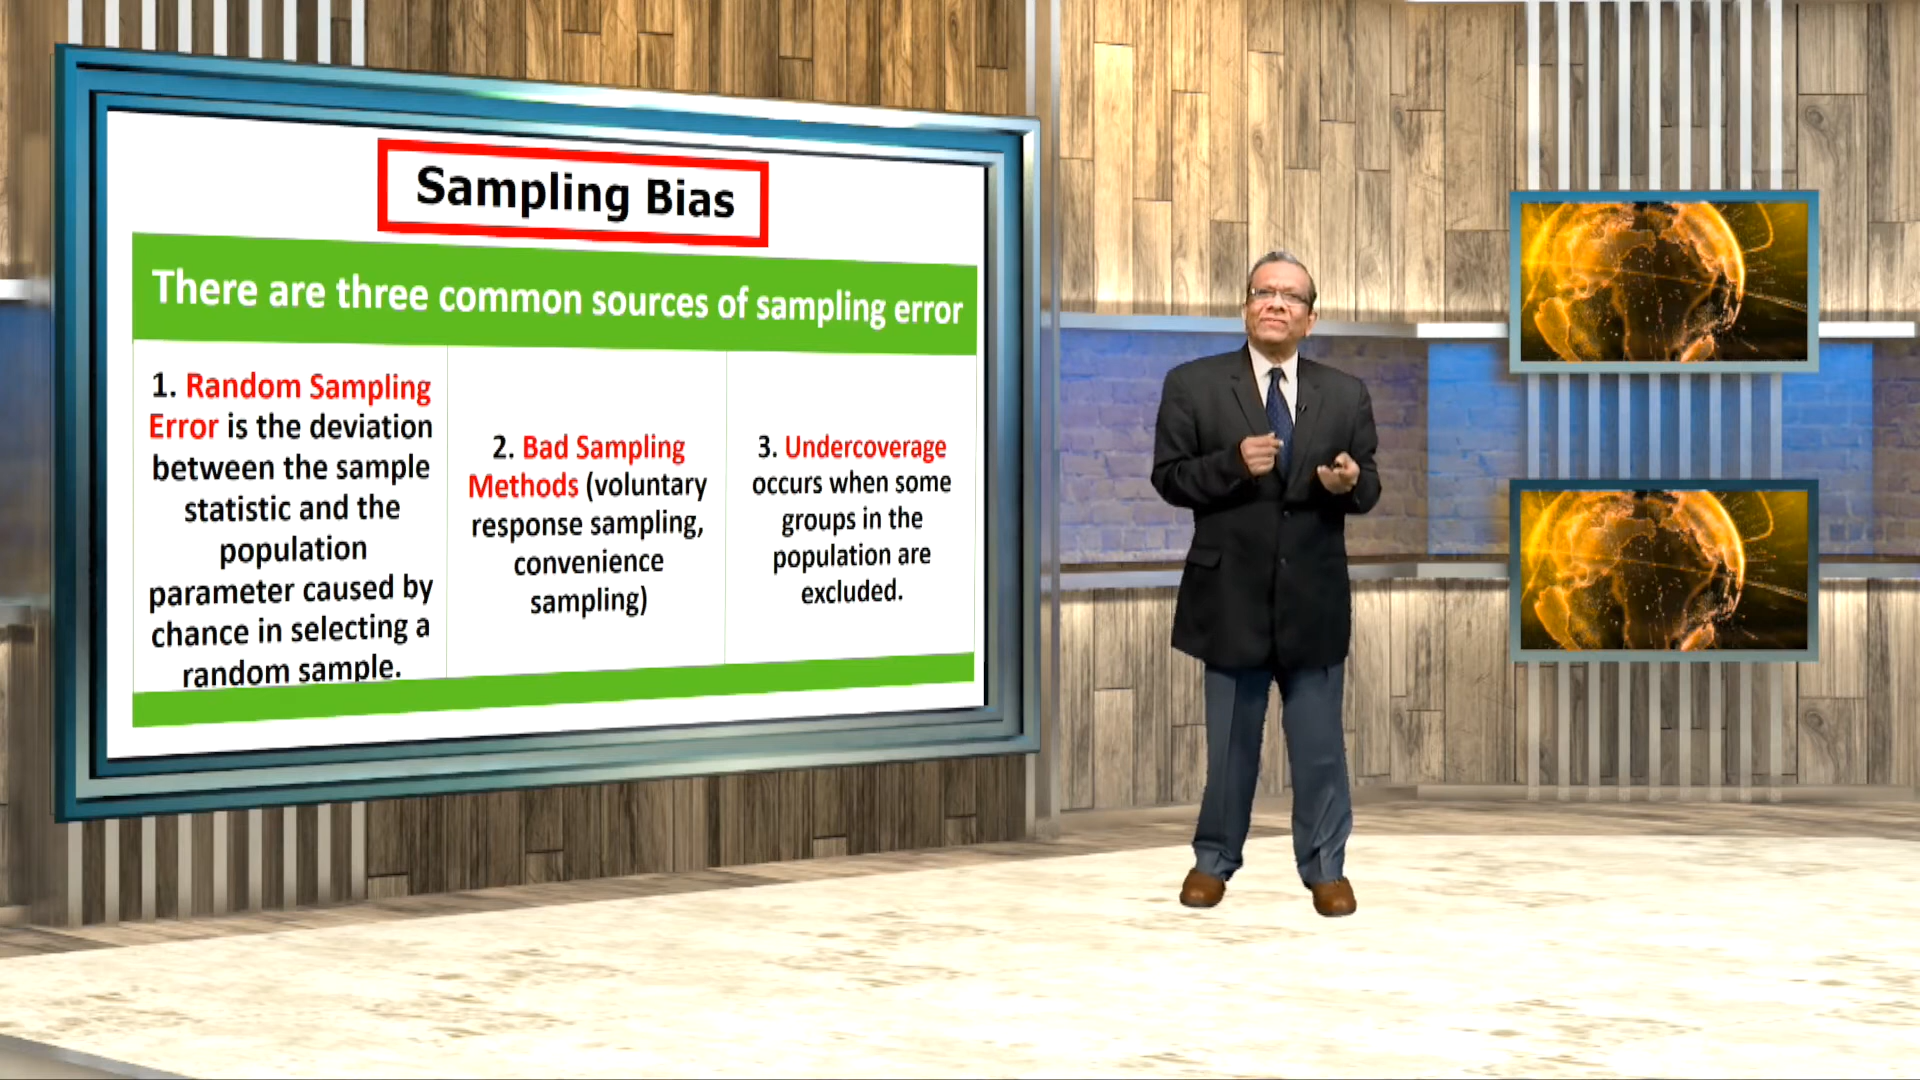 Sampling Bias
There are three common sources of sampling error
1. Random Sampling
Error is the deviation
between the sample
statistic and the
population
parameter caused by
chance in selecting a
random sample.
2. Bad Sampling
Methods (voluntary
response sampling,
convenience
sampling)
3. Undercoverage
occurs when some
groups in the
population are
excluded.